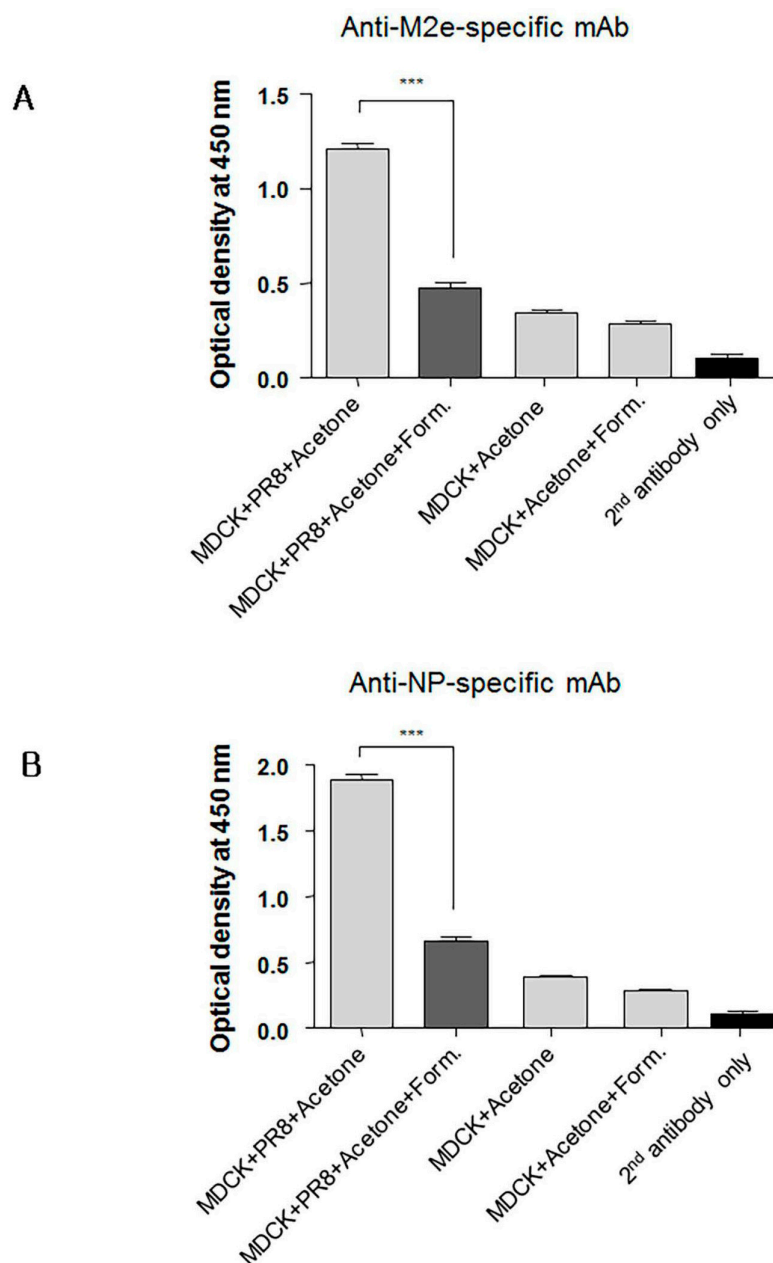 Anti-M2e-specific mAb
A
Optical density at 450 nm
1.5
1.0
0.5
0.0
***
MDCK+PR8+Acetone
MDCK+PR8+Acetone+Form.
MDCK+Acetone
MDCK+Acetone+Form.
2nd antibody only
Anti-NP-specific mAb
B
Optical density at 450 nm
2.0
1.5
1.0
0.5
0.0
***
MDCK+PR8+Acetone
MDCK+PR8+Acetone+Form.
MDCK+Acetone
MDCK+Acetone+Form.
2nd antibody only